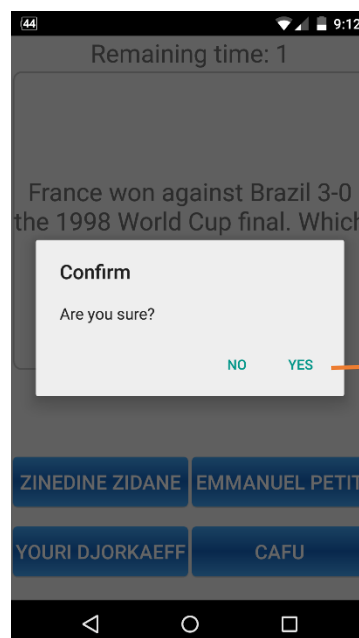 44 9:12
Remaining time: 1
France won against Brazil 3-0
the 1998 World Cup final. Which
Confirm
Are you sure?
NO YES
ZINEDINE ZIDANE EMMANUEL PETIT
YOURI DJORKAEFF CAFU